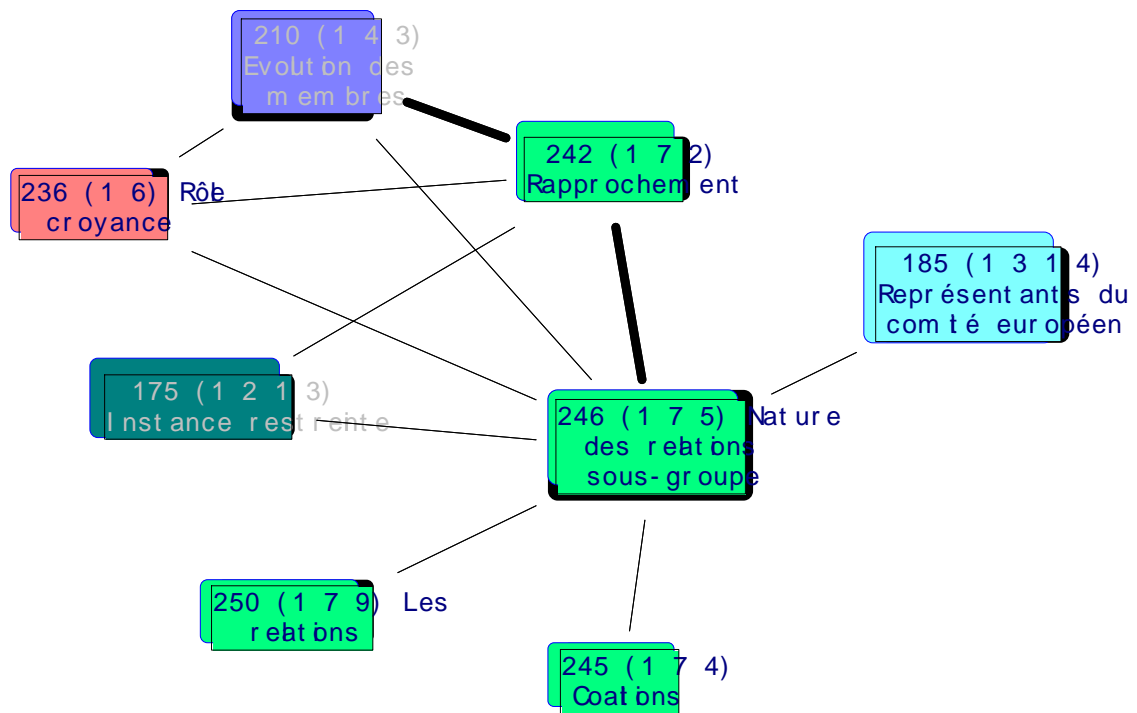 210 (1 4 3)
Evolution des
membres
242 (1 7 2)
Rapprochement
236 (1 6) Rôle
croyance
185 (1 3 1 4)
Représentants du
comité européen
175 (1 2 1 3)
Instance restreinte
246 (1 7 5) Nature
des relations
sous-groupe
250 (1 7 9) Les
relations
245 (1 7 4)
Coations